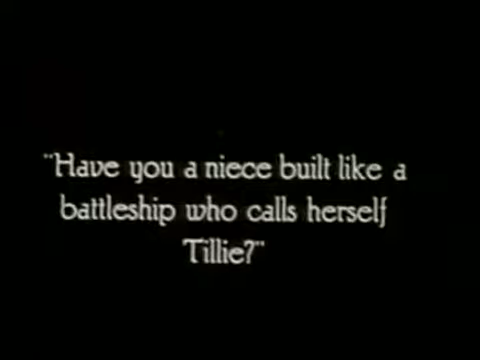 "Have you a niece built like a
battleship who calls herself
Tillie?"